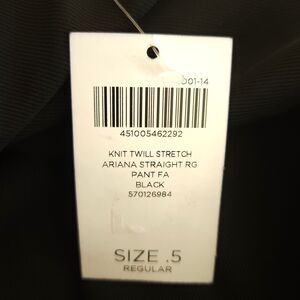 D01-14
451005462292
KNIT TWILL STRETCH
ARIANA STRAIGHT RG
PANT FA
BLACK
570126984
SIZE .5
REGULAR